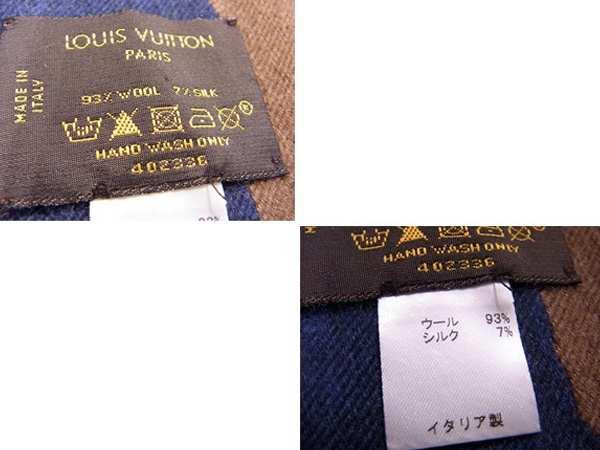 LOUIS VUITTON
PARIS
MADE IN
ITALY
93% WOOL 7% SILK
HAND WASH ONLY
402336
93%
HAND WASH ONLY
402336
ウール 93%
シルク 7%
イタリア製